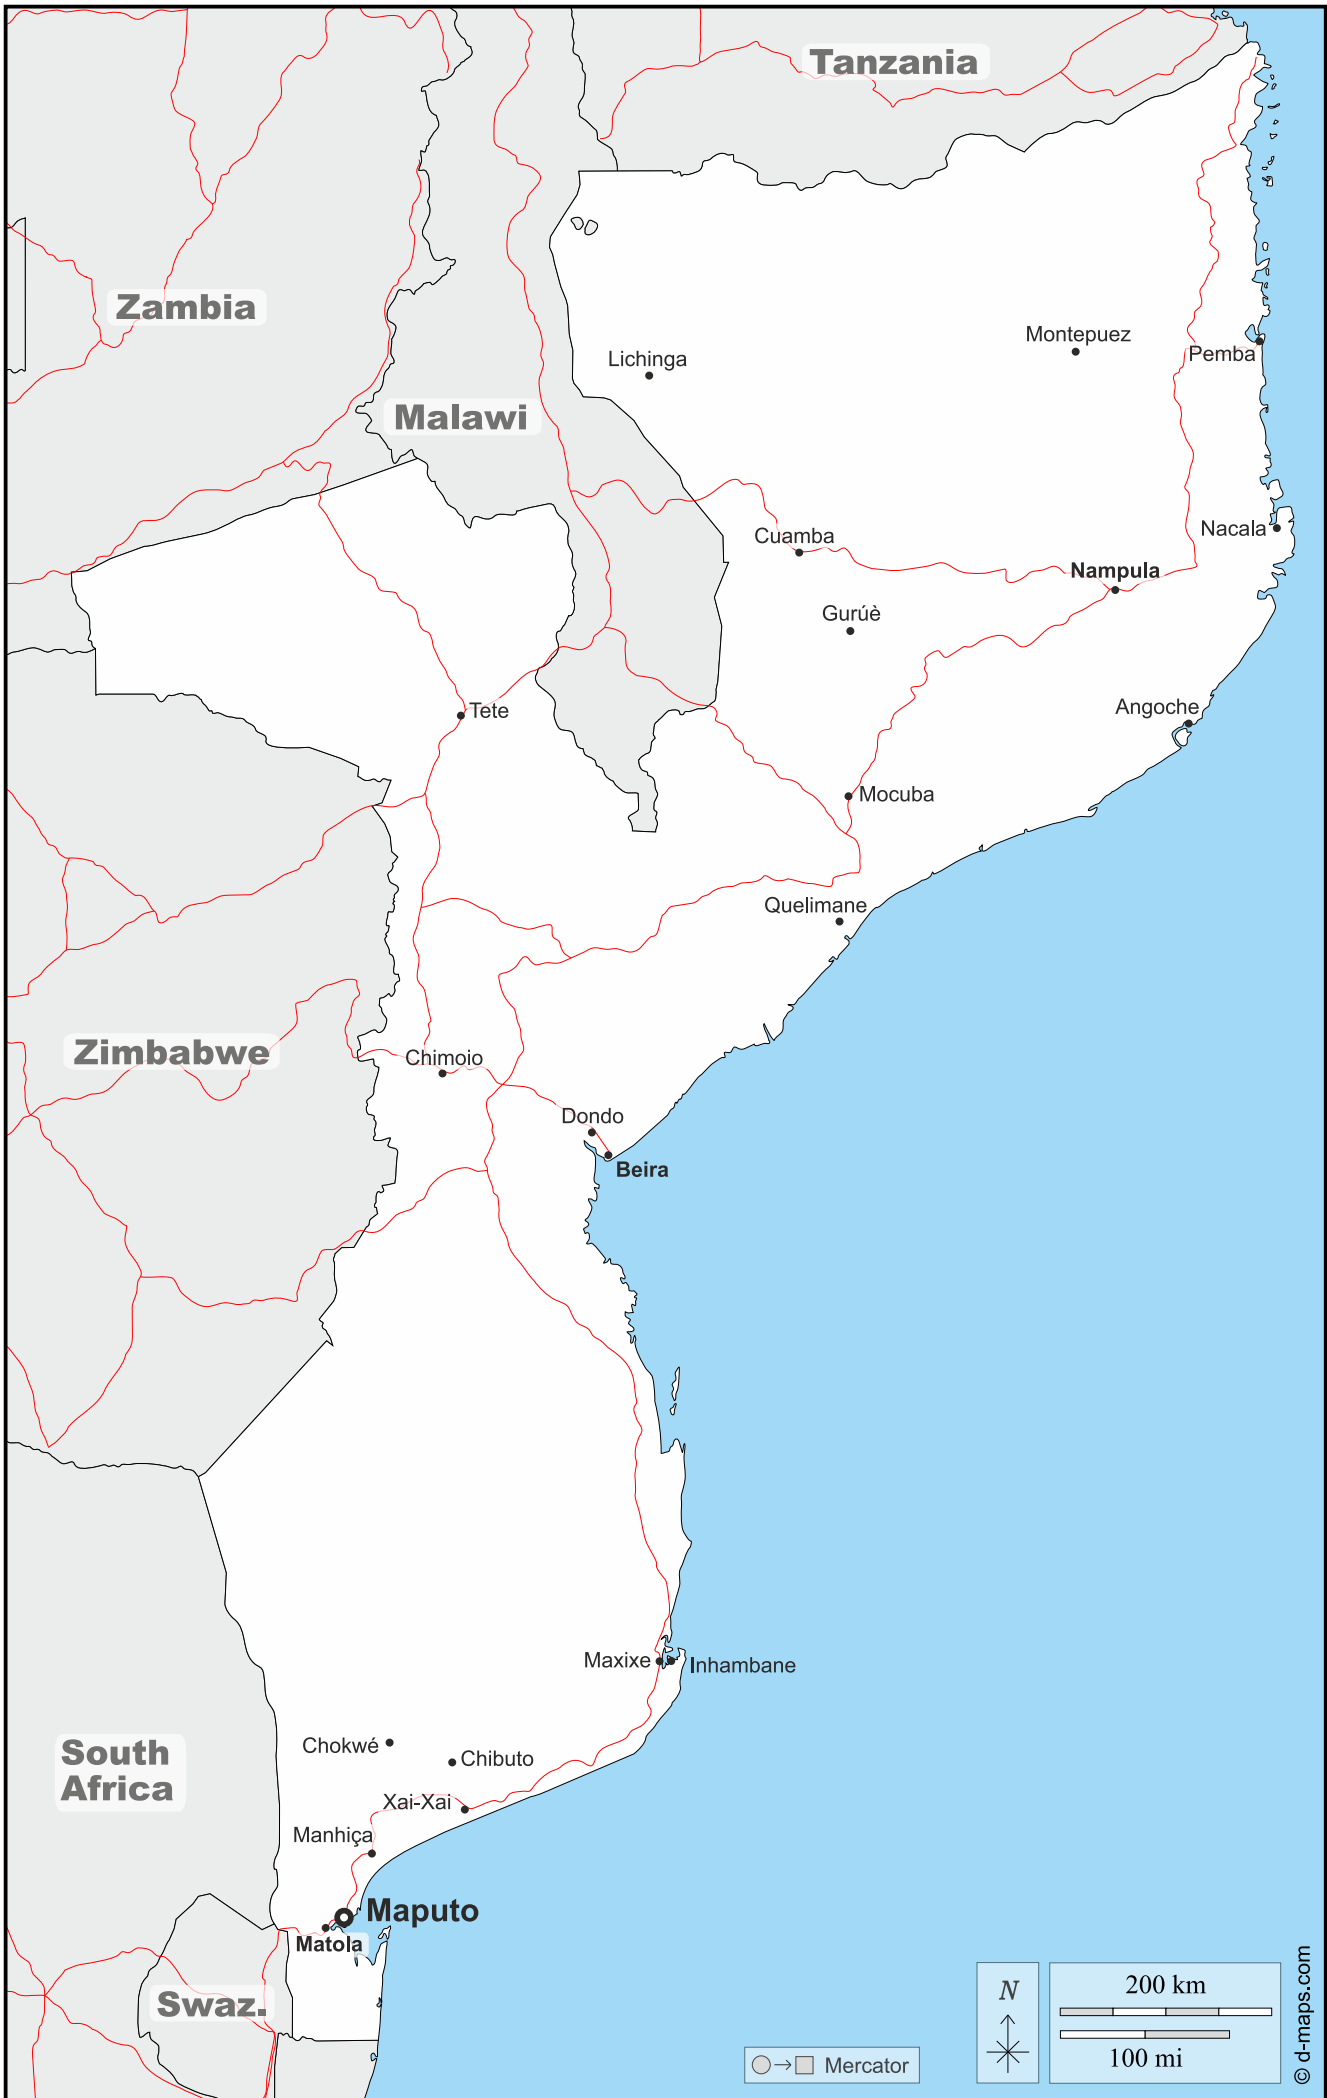 Tanzania
Zambia
Montepuez
Lichinga
Pemba
Malawi
Nacala
Cuamba
Nampula
Gurúè
Angoche
Tete
Mocuba
Quelimane
Zimbabwe
Chimoio
Dondo
Beira
Maxixe
Inhambane
Chokwé
South
Africa
Chibuto
Xai-Xai
Manhiça
Maputo
Matola
Swaz.
N
200 km
100 mi
Mercator
© d-maps.com